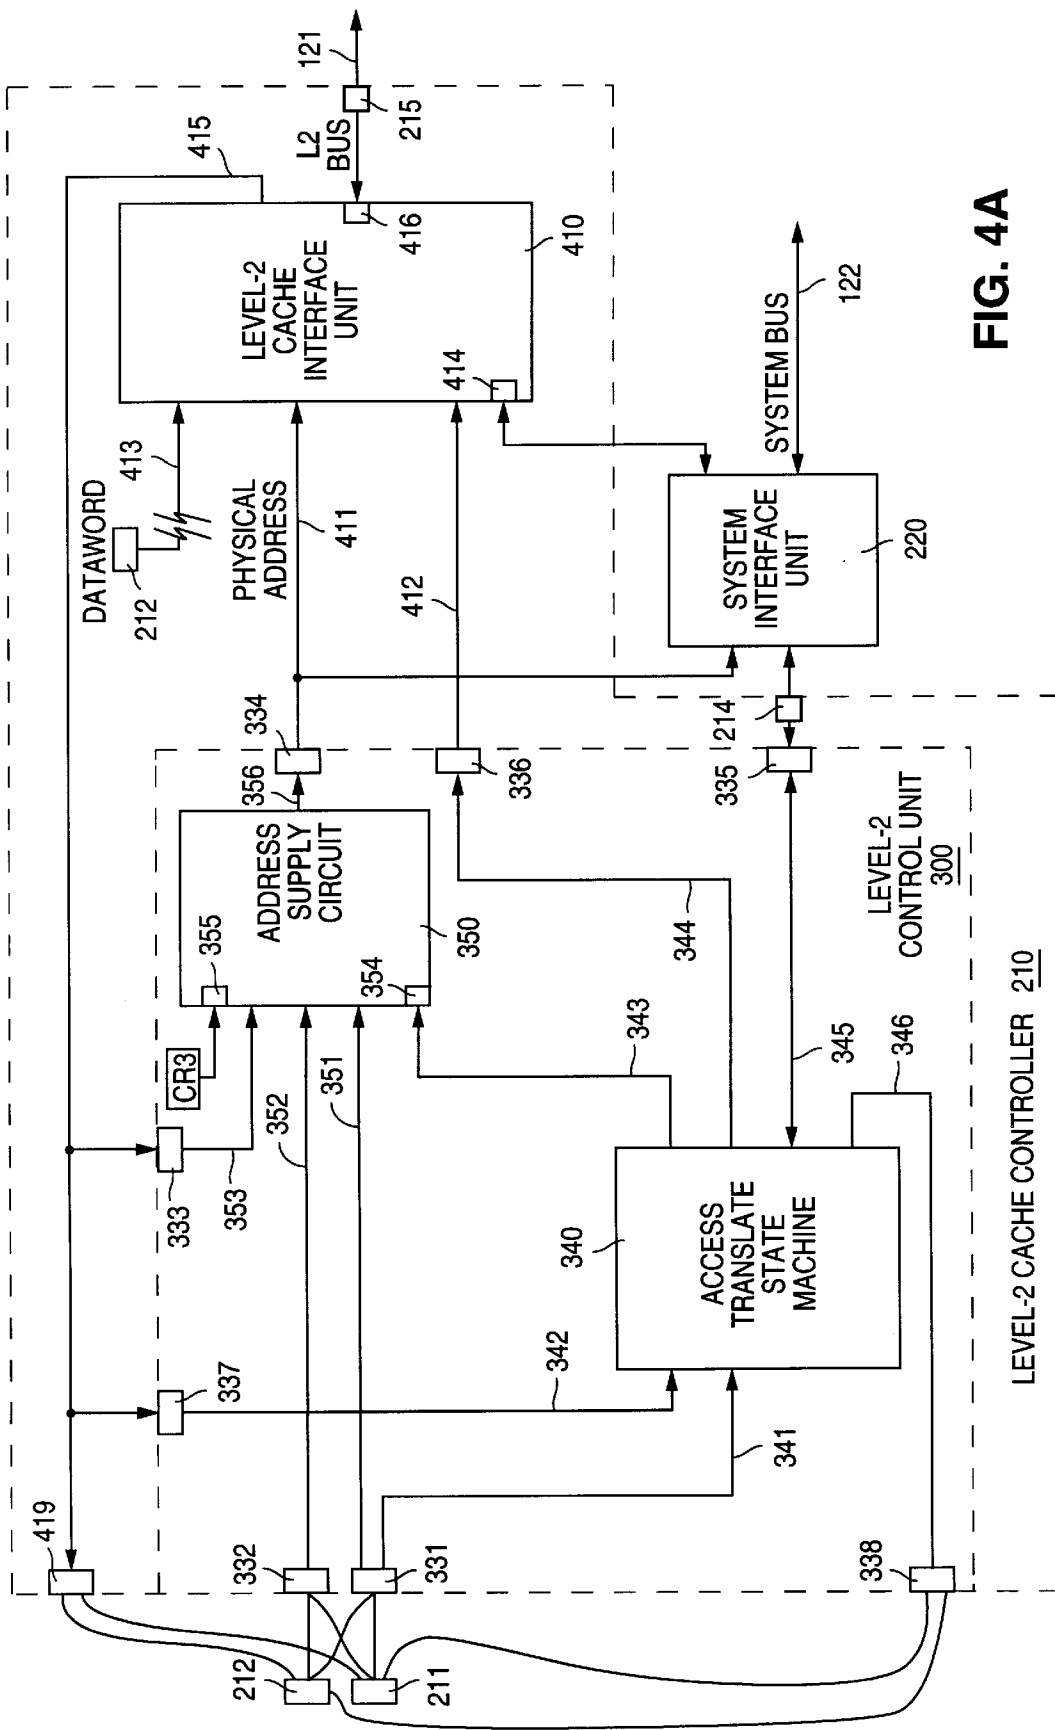 419
415
121
DATAWORD
413
212
LEVEL-2
CACHE
INTERFACE
UNIT
L2
BUS
215
416
410
414
PHYSICAL
ADDRESS
411
412
337
333
353
CR3
355
ADDRESS
SUPPLY
CIRCUIT
350
354
356
334
336
332
331
352
351
212
211
342
341
343
344
340
ACCESS
TRANSLATE
STATE
MACHINE
345
346
338
335
214
SYSTEM
INTERFACE
UNIT
220
SYSTEM BUS
122
LEVEL-2
CONTROL UNIT
300
LEVEL-2 CACHE CONTROLLER 210
FIG. 4A